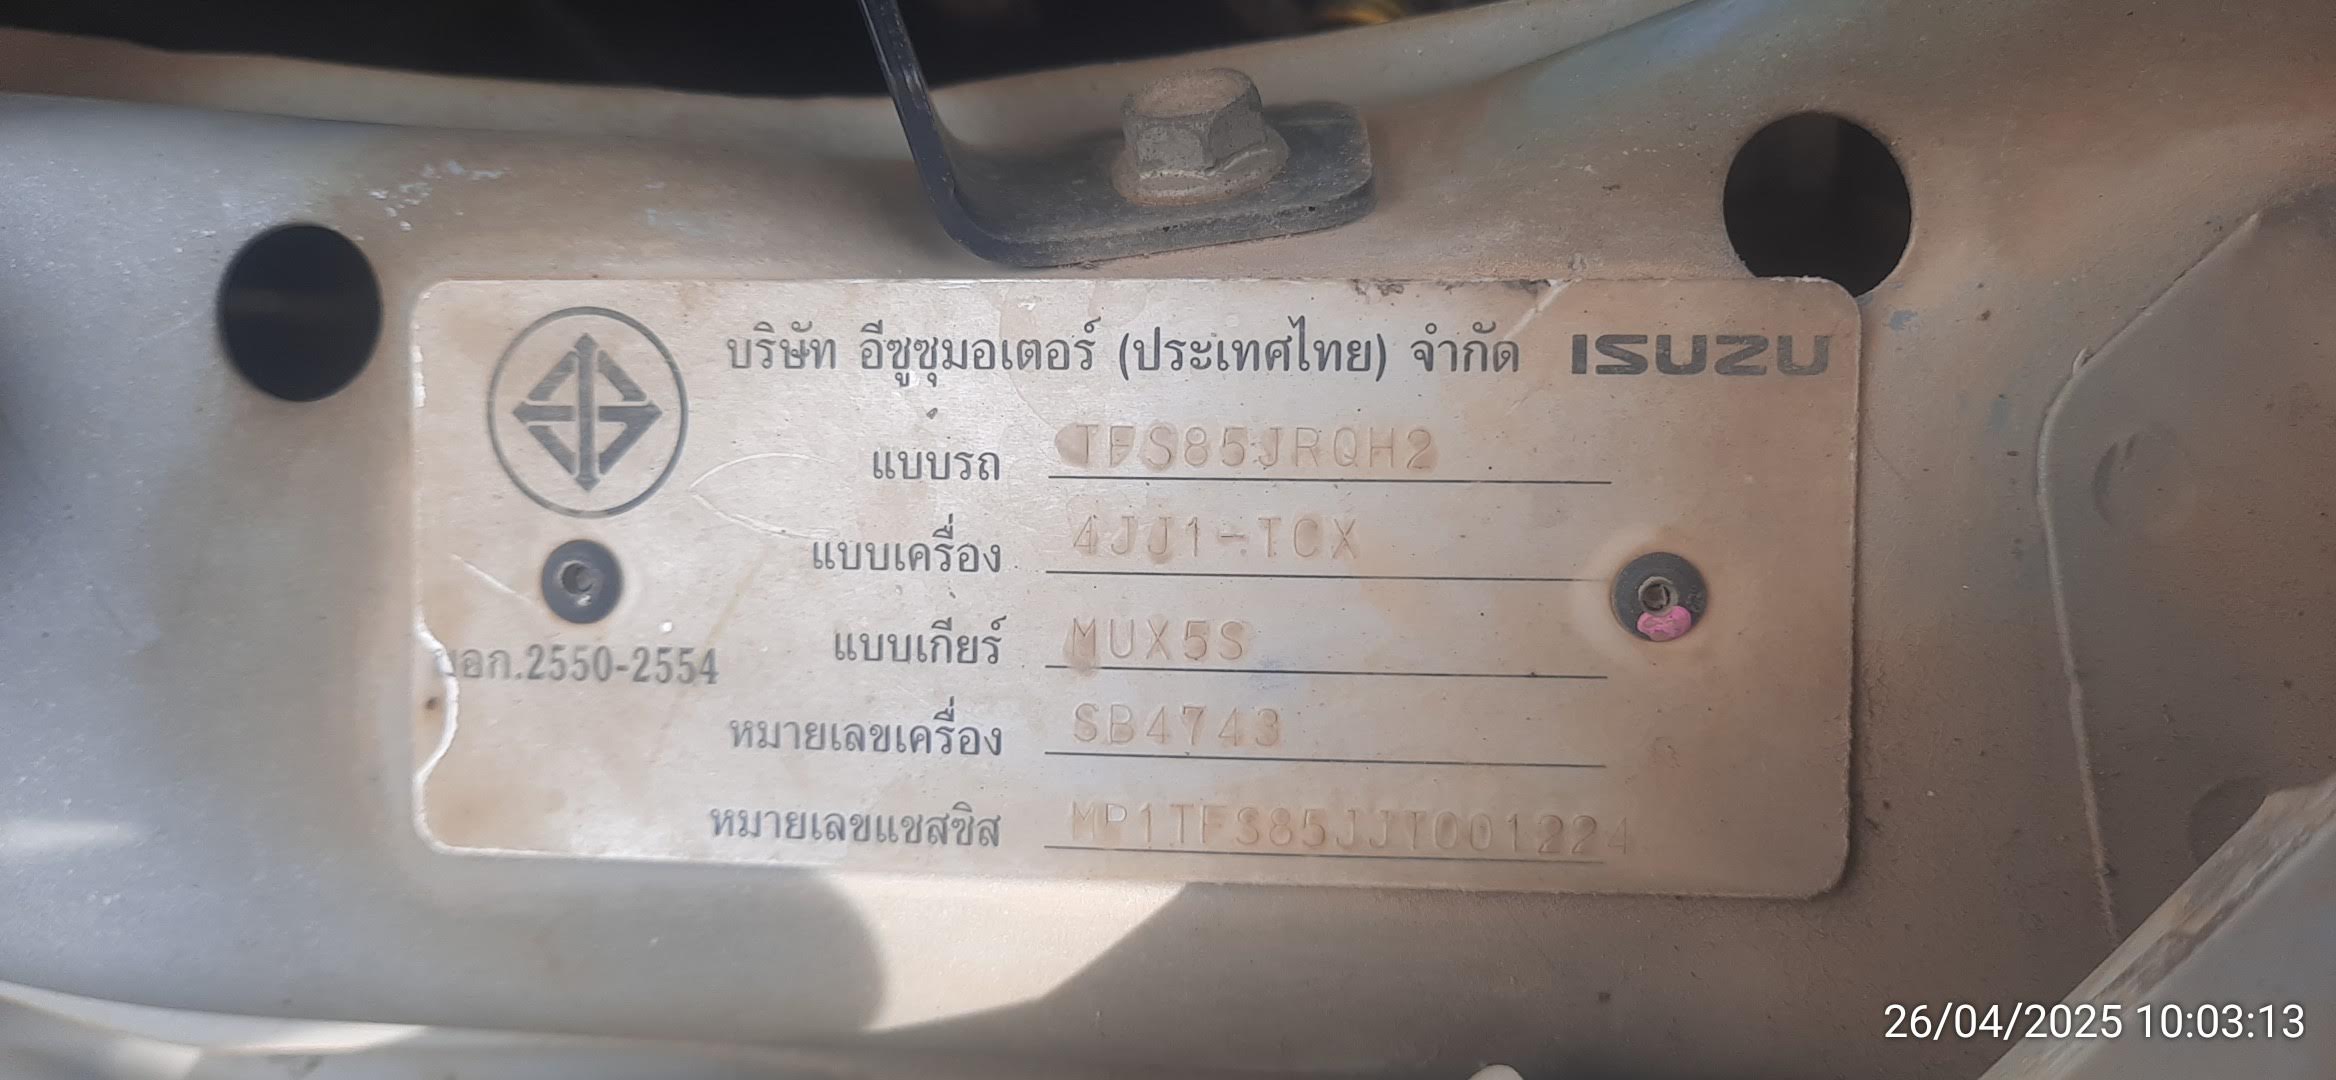 บริษัท อีซูซุมอเตอร์ (ประเทศไทย) จำกัด ISUZU
แบบรถ TFS85JRQH2
แบบเครื่อง 4JJ1-TCX
แบบเกียร์ MUX5S
มอก.2550-2554
หมายเลขเครื่อง SB4743
หมายเลขแชสซิส MP1TFS85JJT001224
26/04/2025 10:03:13